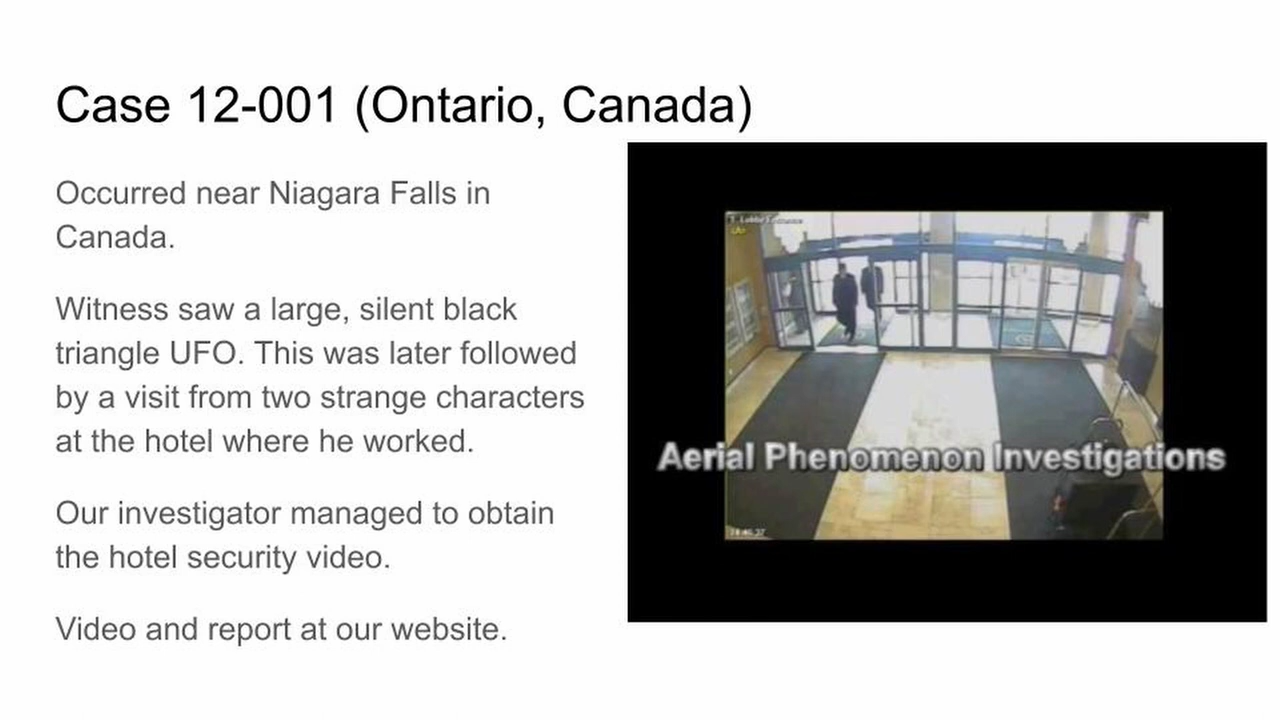 Case 12-001 (Ontario, Canada)
Occurred near Niagara Falls in
Canada.
Witness saw a large, silent black
triangle UFO. This was later followed
by a visit from two strange characters
at the hotel where he worked.
Our investigator managed to obtain
the hotel security video.
Video and report at our website.
Aerial Phenomenon Investigations